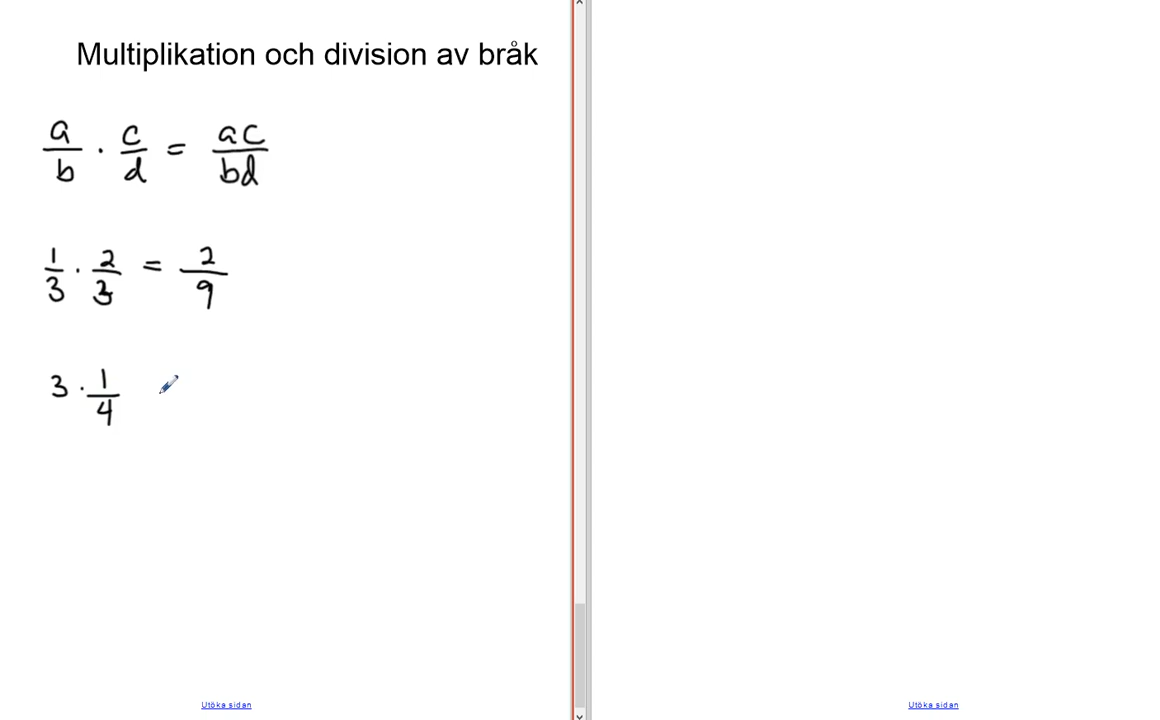 Multiplikation och division av bråk
a/b · c/d = ac/bd
1/3 · 2/3 = 2/9
3 · 1/4
Utöka sidan
Utöka sidan